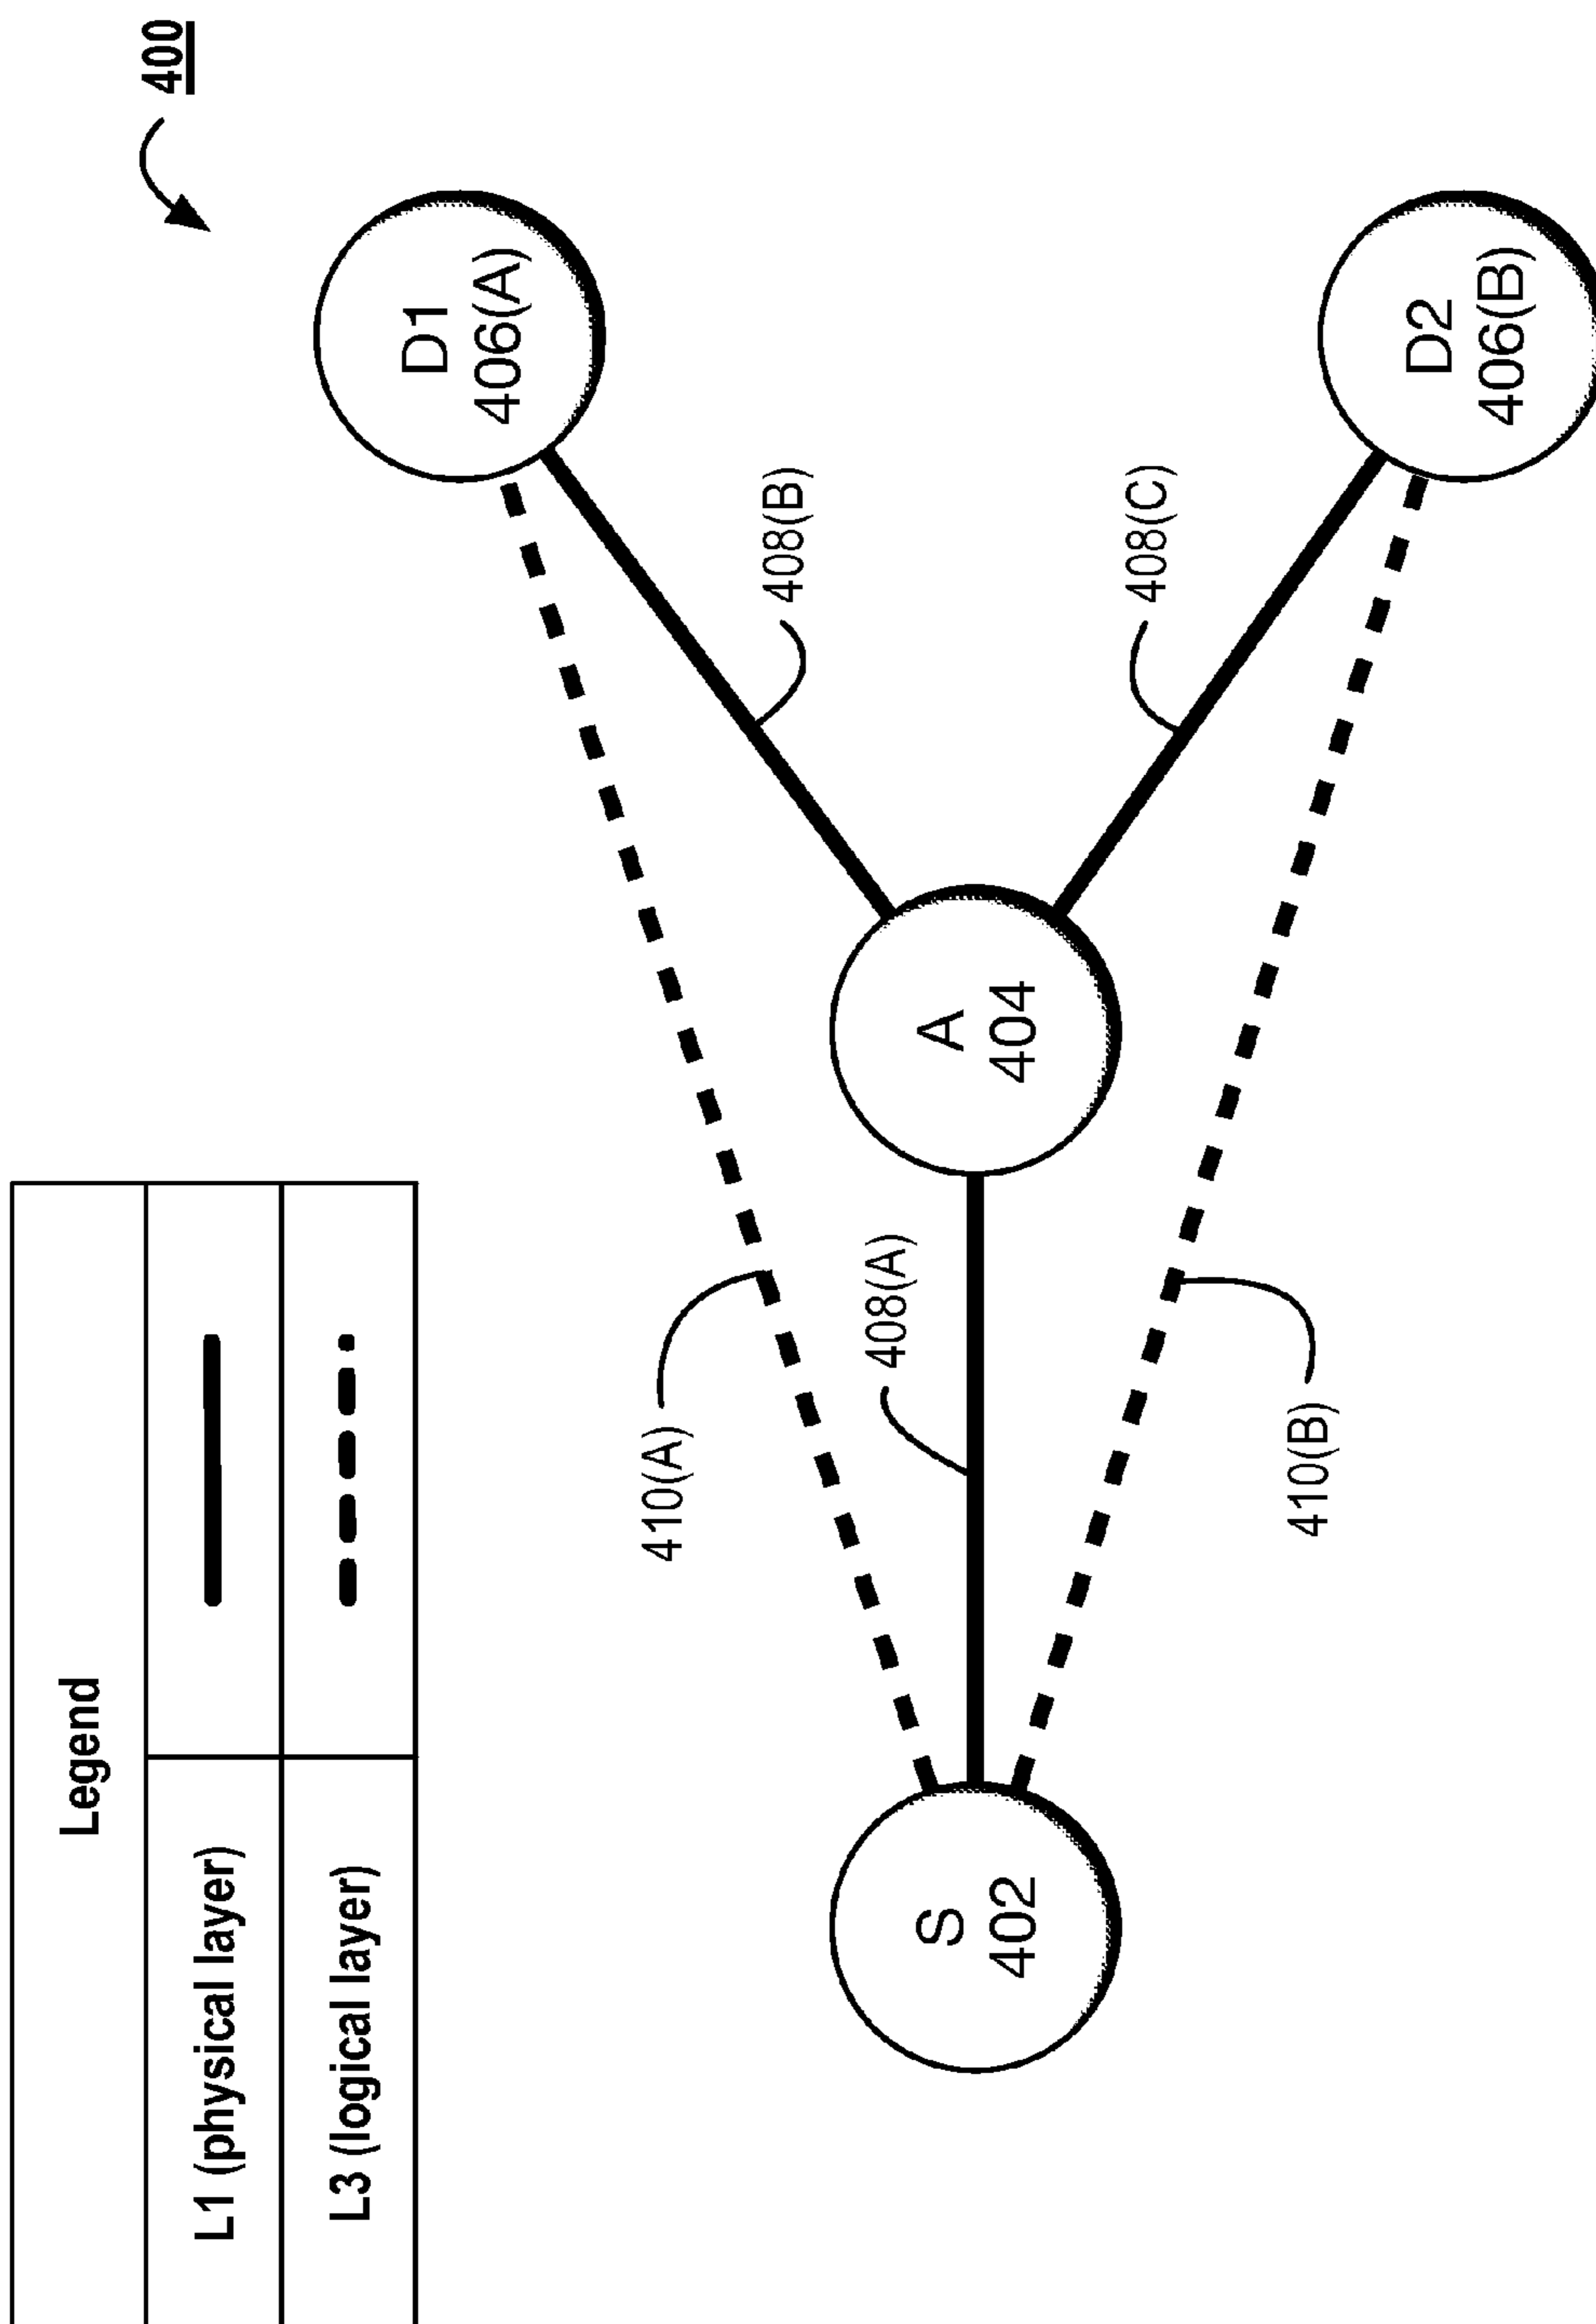 Legend
L1 (physical layer)
L3 (logical layer)
400
410(A)
D1
406(A)
408(B)
408(A)
S
402
A
404
408(C)
410(B)
D2
406(B)